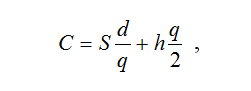 C = S d/q + h q/2 ,